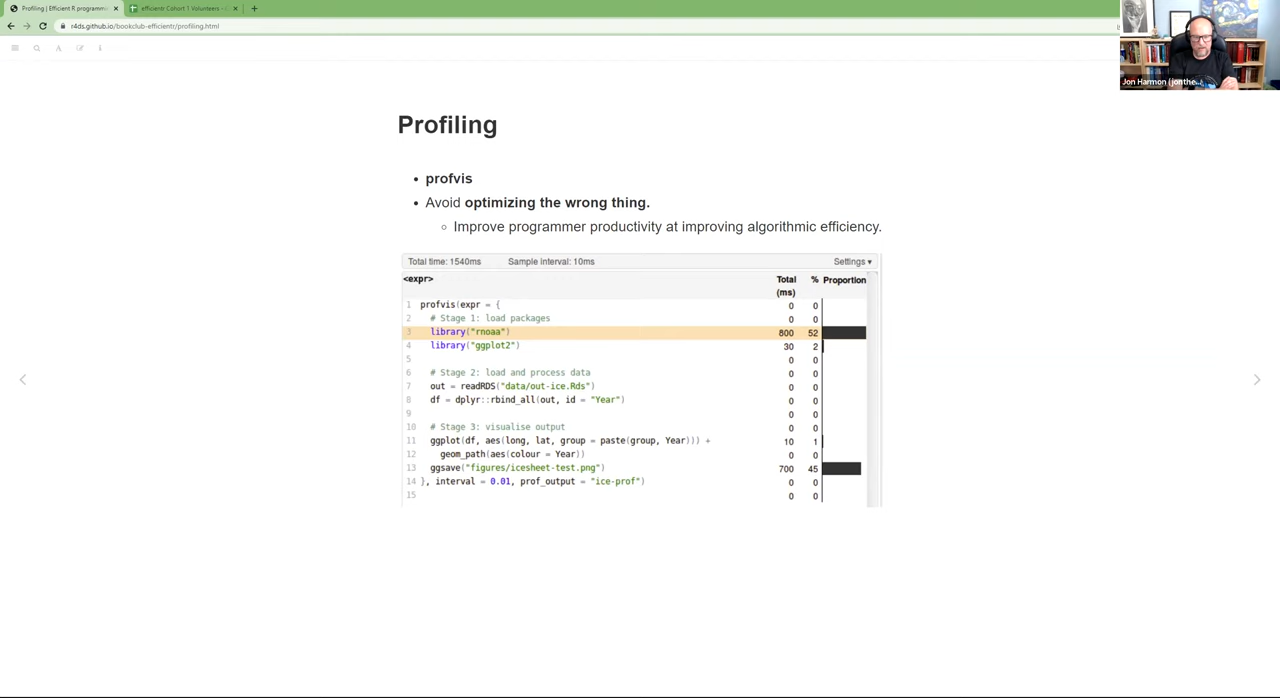 Profiling | Efficient R programmi
efficientr Cohort 1 Volunteers -
r4ds.github.io/bookclub-efficientr/profiling.html
Jon Harmon (jonthe...
Profiling
profvis
Avoid optimizing the wrong thing.
Improve programmer productivity at improving algorithmic efficiency.
Total time: 1540ms Sample interval: 10ms Settings ▾
<expr> Total (ms) % Proportion
1 profvis(expr = { 0 0
2 # Stage 1: load packages 0 0
3 library("rnoaa") 800 52
4 library("ggplot2") 30 2
5 0 0
6 # Stage 2: load and process data 0 0
7 out = readRDS("data/out-ice.Rds") 0 0
8 df = dplyr::rbind_all(out, id = "Year") 0 0
9 0 0
10 # Stage 3: visualise output 0 0
11 ggplot(df, aes(long, lat, group = paste(group, Year))) + 10 1
12 geom_path(aes(colour = Year)) 0 0
13 ggsave("figures/icesheet-test.png") 700 45
14 }, interval = 0.01, prof_output = "ice-prof") 0 0
15 0 0